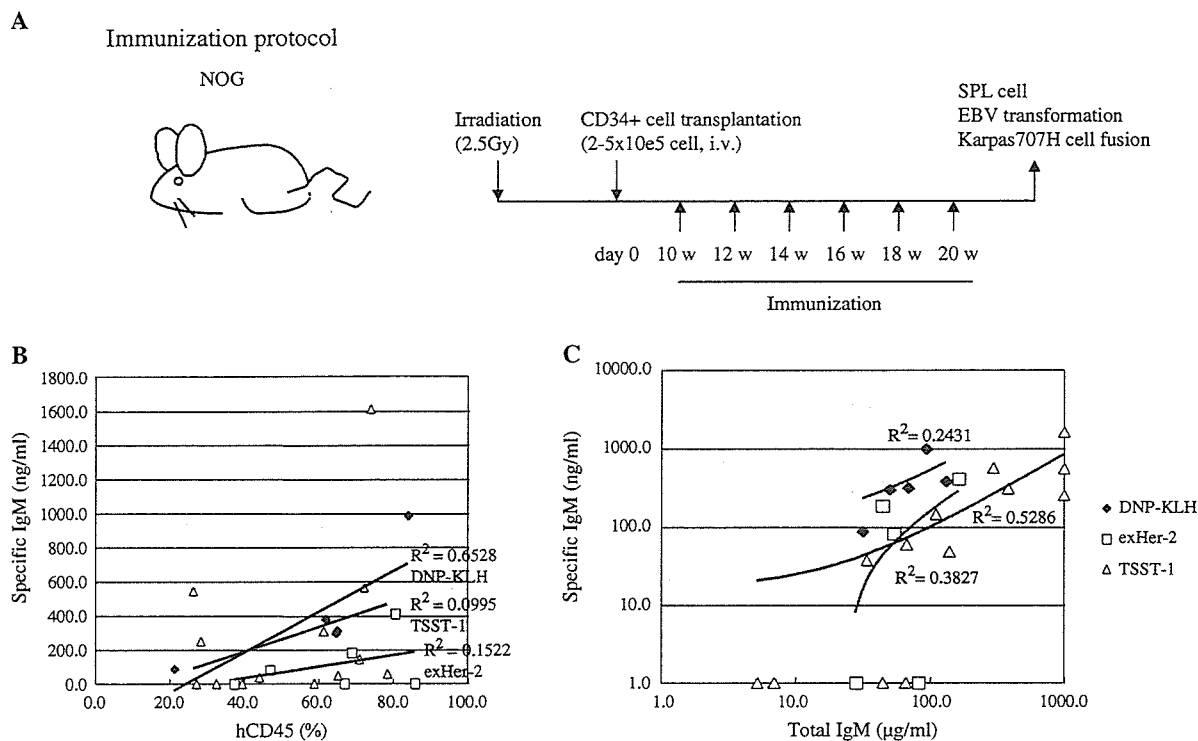 A
Immunization protocol
NOG
Irradiation
(2.5Gy)
CD34+ cell transplantation
(2-5x10e5 cell, i.v.)
SPL cell
EBV transformation
Karpas707H cell fusion
day 0 10 w 12 w 14 w 16 w 18 w 20 w
Immunization
B
1800.0
1600.0
1400.0
1200.0
1000.0
800.0
600.0
400.0
200.0
0.0
Specific IgM (ng/ml)
R² = 0.6528
DNP-KLH
R² = 0.0995
TSST-1
R² = 0.1522
exHer-2
0.0 20.0 40.0 60.0 80.0 100.0
hCD45 (%)
C
10000.0
1000.0
100.0
10.0
1.0
Specific IgM (ng/ml)
R² = 0.2431
R² = 0.5286
R² = 0.3827
1.0 10.0 100.0 1000.0
Total IgM (µg/ml)
DNP-KLH
exHer-2
TSST-1